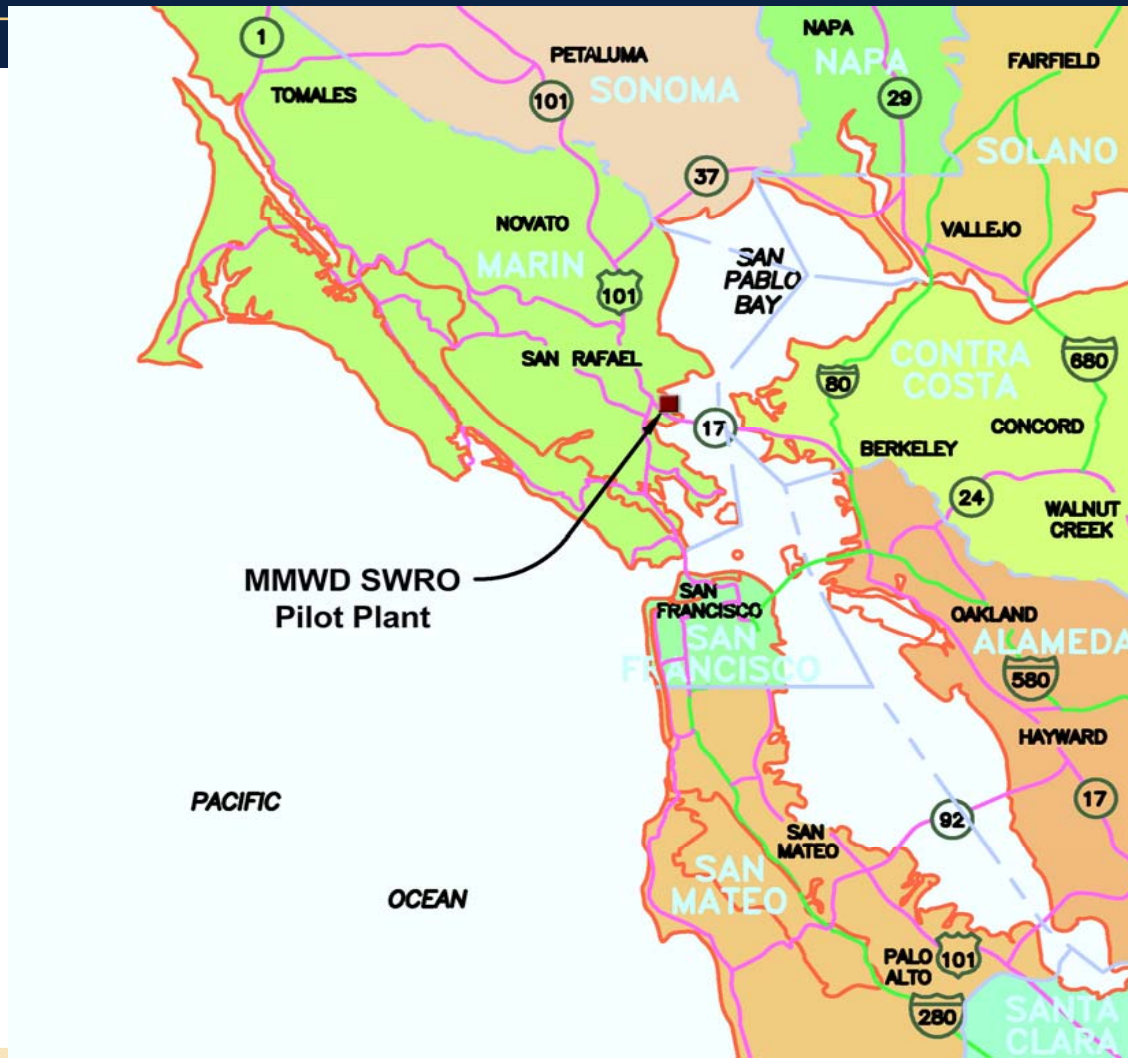 1
NAPA
PETALUMA
FAIRFIELD
NAPA
TOMALES
101
SONOMA
29
SOLANO
37
NOVATO
VALLEJO
MARIN
SAN
PABLO
BAY
101
SAN RAFAEL
CONTRA
COSTA
680
80
17
CONCORD
BERKELEY
24
WALNUT
CREEK
MMWD SWRO
Pilot Plant
SAN
FRANCISCO
OAKLAND
SAN
FRANCISCO
ALAMEDA
580
HAYWARD
PACIFIC
17
92
SAN
MATEO
SAN
MATEO
OCEAN
PALO
ALTO
101
280
SANTA
CLARA